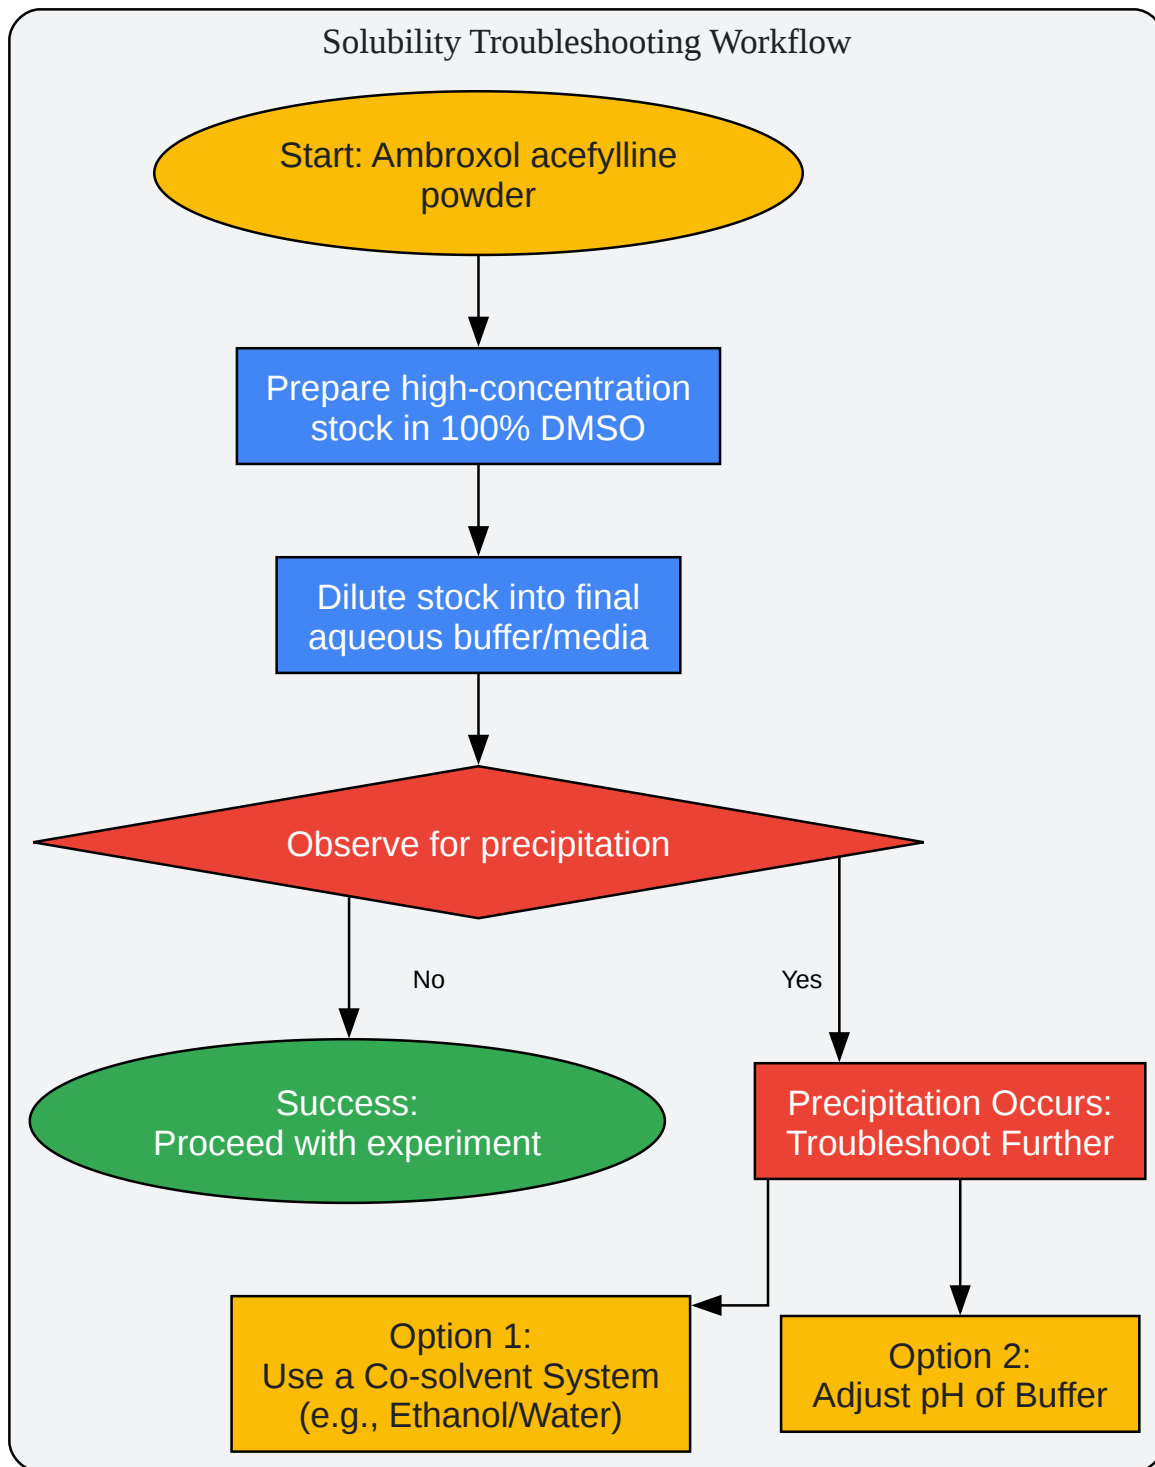 Solubility Troubleshooting Workflow
Start: Ambroxol acefylline
powder
Prepare high-concentration
stock in 100% DMSO
Dilute stock into final
aqueous buffer/media
Observe for precipitation
No
Yes
Success:
Proceed with experiment
Precipitation Occurs:
Troubleshoot Further
Option 1:
Use a Co-solvent System
(e.g., Ethanol/Water)
Option 2:
Adjust pH of Buffer